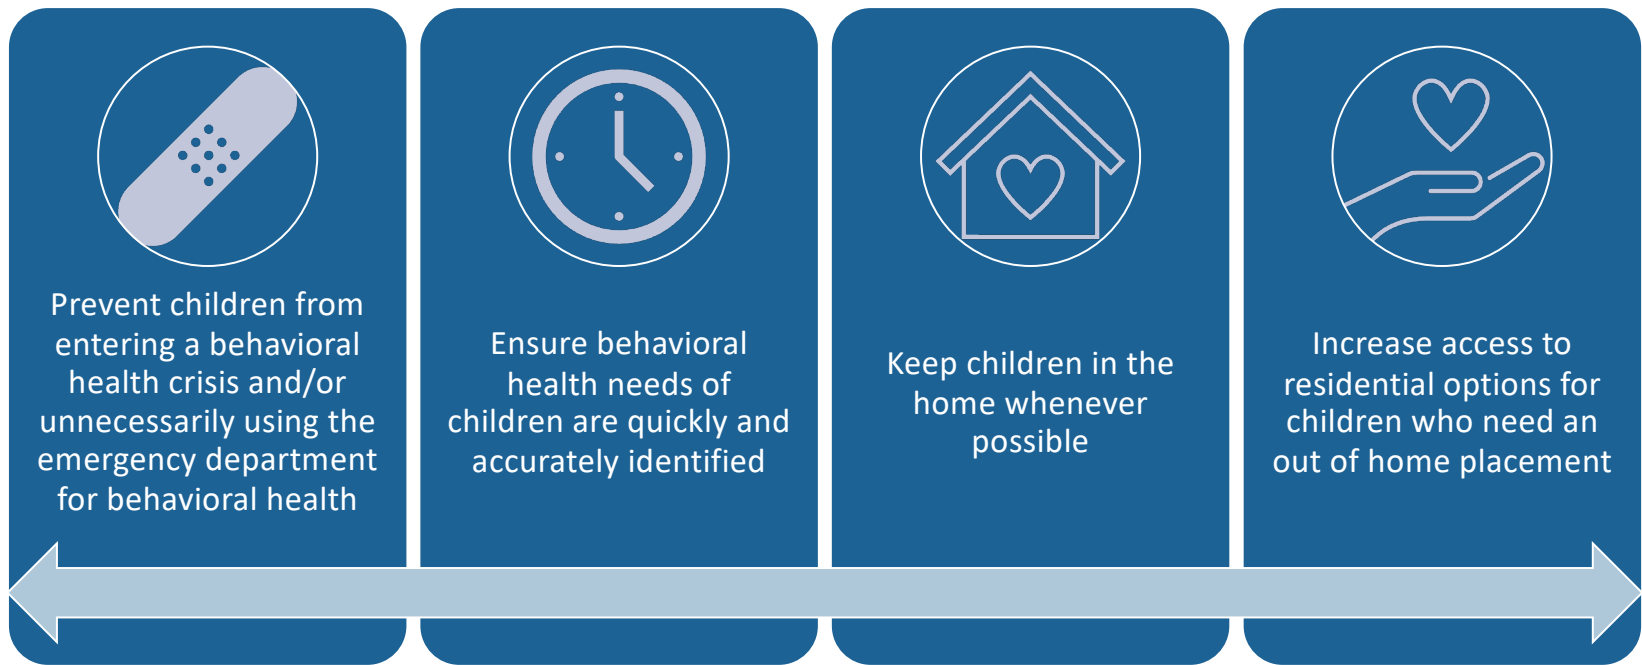 Prevent children from
entering a behavioral
health crisis and/or
unnecessarily using the
emergency department
for behavioral health
Ensure behavioral
health needs of
children are quickly and
accurately identified
Keep children in the
home whenever
possible
Increase access to
residential options for
children who need an
out of home placement